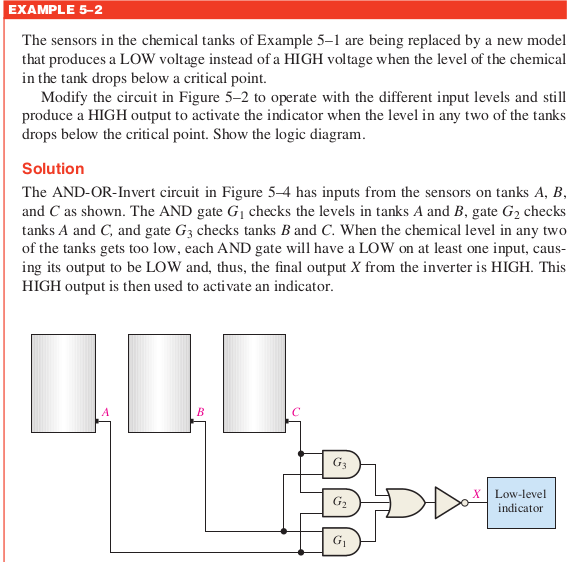 EXAMPLE 5–2
The sensors in the chemical tanks of Example 5–1 are being replaced by a new model
that produces a LOW voltage instead of a HIGH voltage when the level of the chemical
in the tank drops below a critical point.
Modify the circuit in Figure 5–2 to operate with the different input levels and still
produce a HIGH output to activate the indicator when the level in any two of the tanks
drops below the critical point. Show the logic diagram.
Solution
The AND-OR-Invert circuit in Figure 5–4 has inputs from the sensors on tanks A, B,
and C as shown. The AND gate G1 checks the levels in tanks A and B, gate G2 checks
tanks A and C, and gate G3 checks tanks B and C. When the chemical level in any two
of the tanks gets too low, each AND gate will have a LOW on at least one input, caus-
ing its output to be LOW and, thus, the final output X from the inverter is HIGH. This
HIGH output is then used to activate an indicator.
A
B
C
G3
G2
G1
X
Low-level
indicator